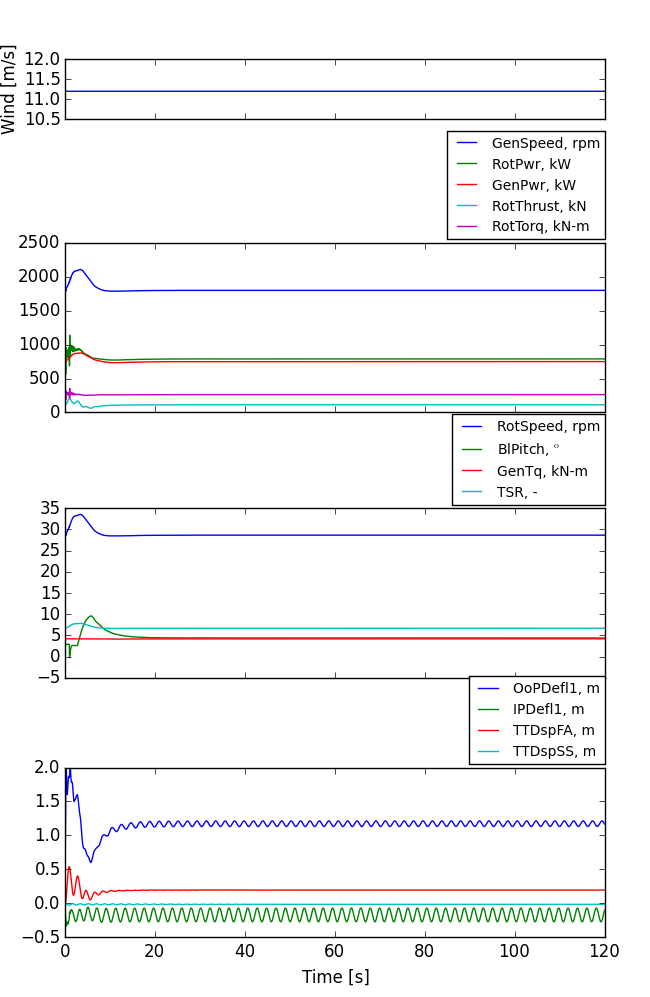 Wind [m/s]
12.0
11.5
11.0
10.5
GenSpeed, rpm
RotPwr, kW
GenPwr, kW
RotThrust, kN
RotTorq, kN-m
2500
2000
1500
1000
500
0
RotSpeed, rpm
BlPitch, °
GenTq, kN-m
TSR, -
35
30
25
20
15
10
5
0
−5
OoPDefl1, m
IPDefl1, m
TTDspFA, m
TTDspSS, m
2.0
1.5
1.0
0.5
0.0
−0.5
0 20 40 60 80 100 120
Time [s]